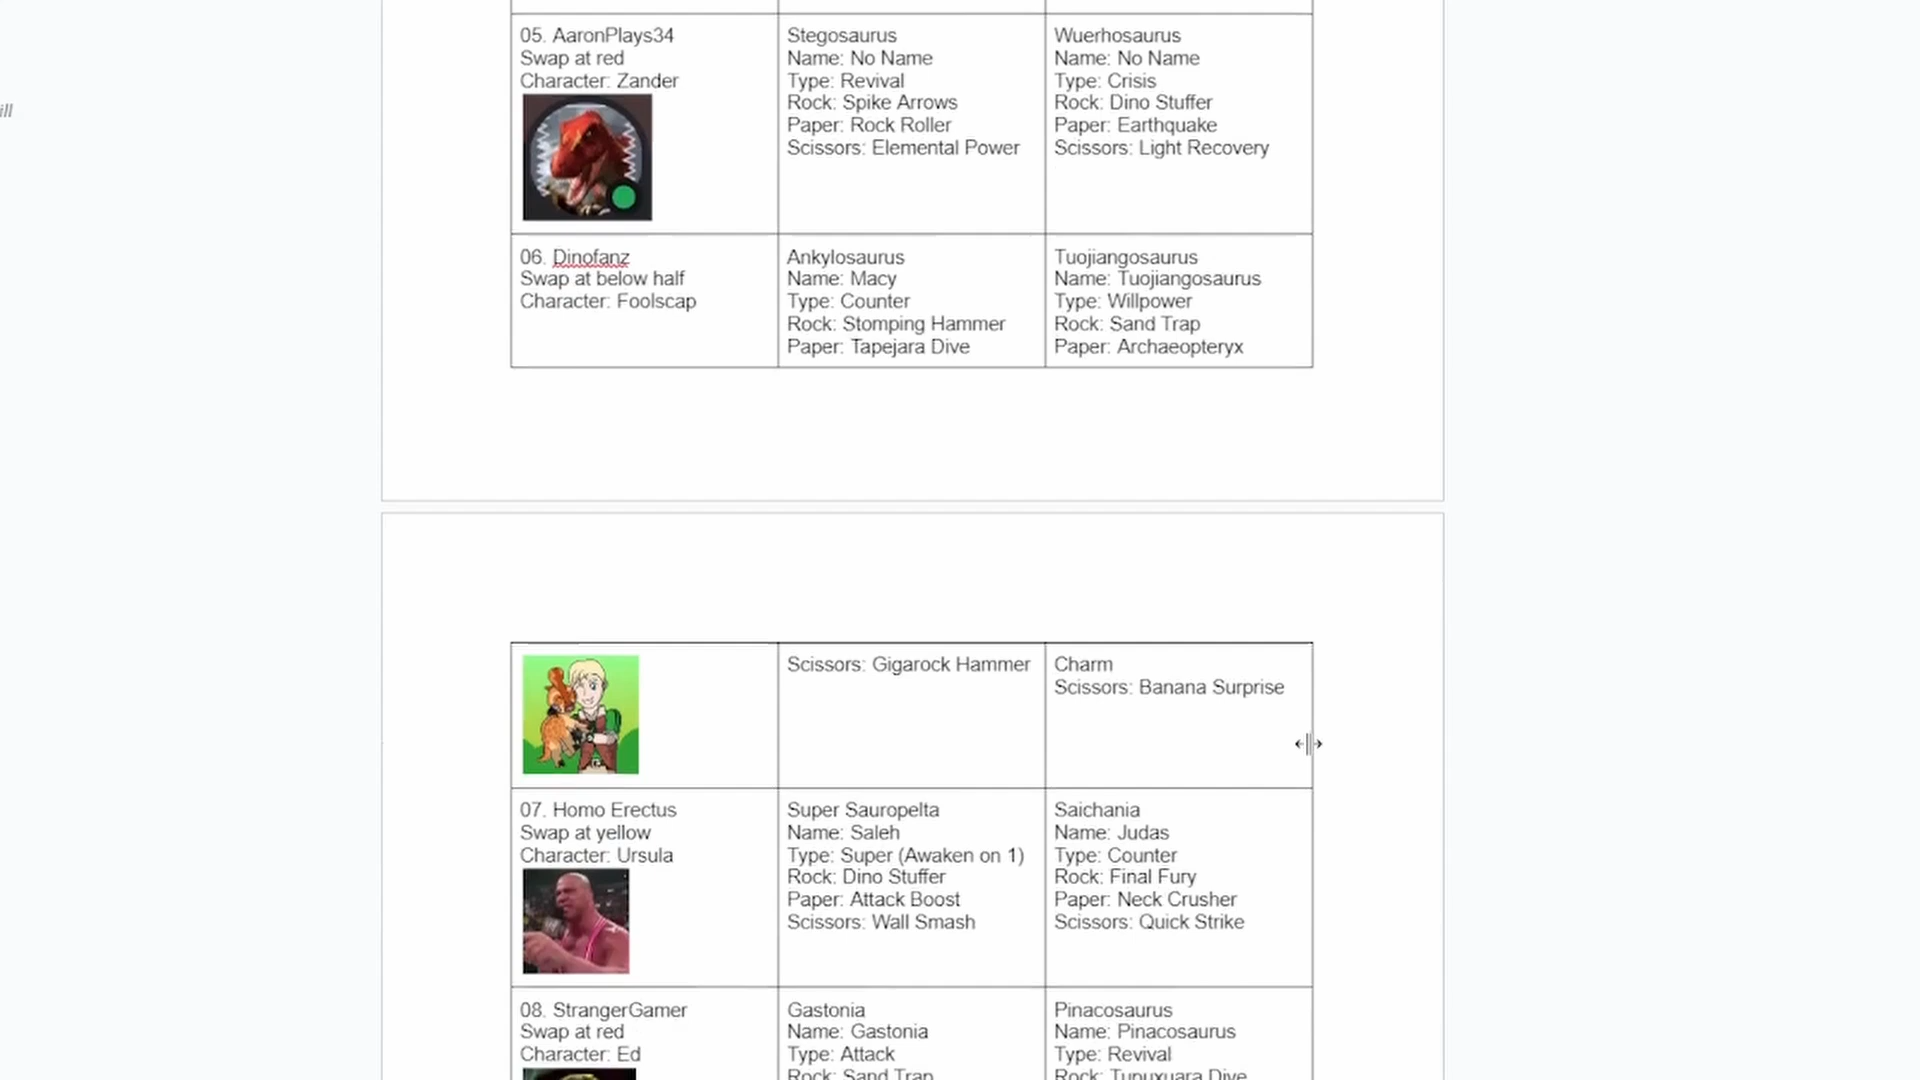 ill
05. AaronPlays34
Swap at red
Character: Zander
Stegosaurus
Name: No Name
Type: Revival
Rock: Spike Arrows
Paper: Rock Roller
Scissors: Elemental Power
Wuerhosaurus
Name: No Name
Type: Crisis
Rock: Dino Stuffer
Paper: Earthquake
Scissors: Light Recovery
06. Dinofanz
Swap at below half
Character: Foolscap
Ankylosaurus
Name: Macy
Type: Counter
Rock: Stomping Hammer
Paper: Tapejara Dive
Tuojiangosaurus
Name: Tuojiangosaurus
Type: Willpower
Rock: Sand Trap
Paper: Archaeopteryx
Scissors: Gigarock Hammer
Charm
Scissors: Banana Surprise
07. Homo Erectus
Swap at yellow
Character: Ursula
Super Sauropelta
Name: Saleh
Type: Super (Awaken on 1)
Rock: Dino Stuffer
Paper: Attack Boost
Scissors: Wall Smash
Saichania
Name: Judas
Type: Counter
Rock: Final Fury
Paper: Neck Crusher
Scissors: Quick Strike
08. StrangerGamer
Swap at red
Character: Ed
Gastonia
Name: Gastonia
Type: Attack
Rock: Sand Trap
Pinacosaurus
Name: Pinacosaurus
Type: Revival
Rock: Tupuxuara Dive